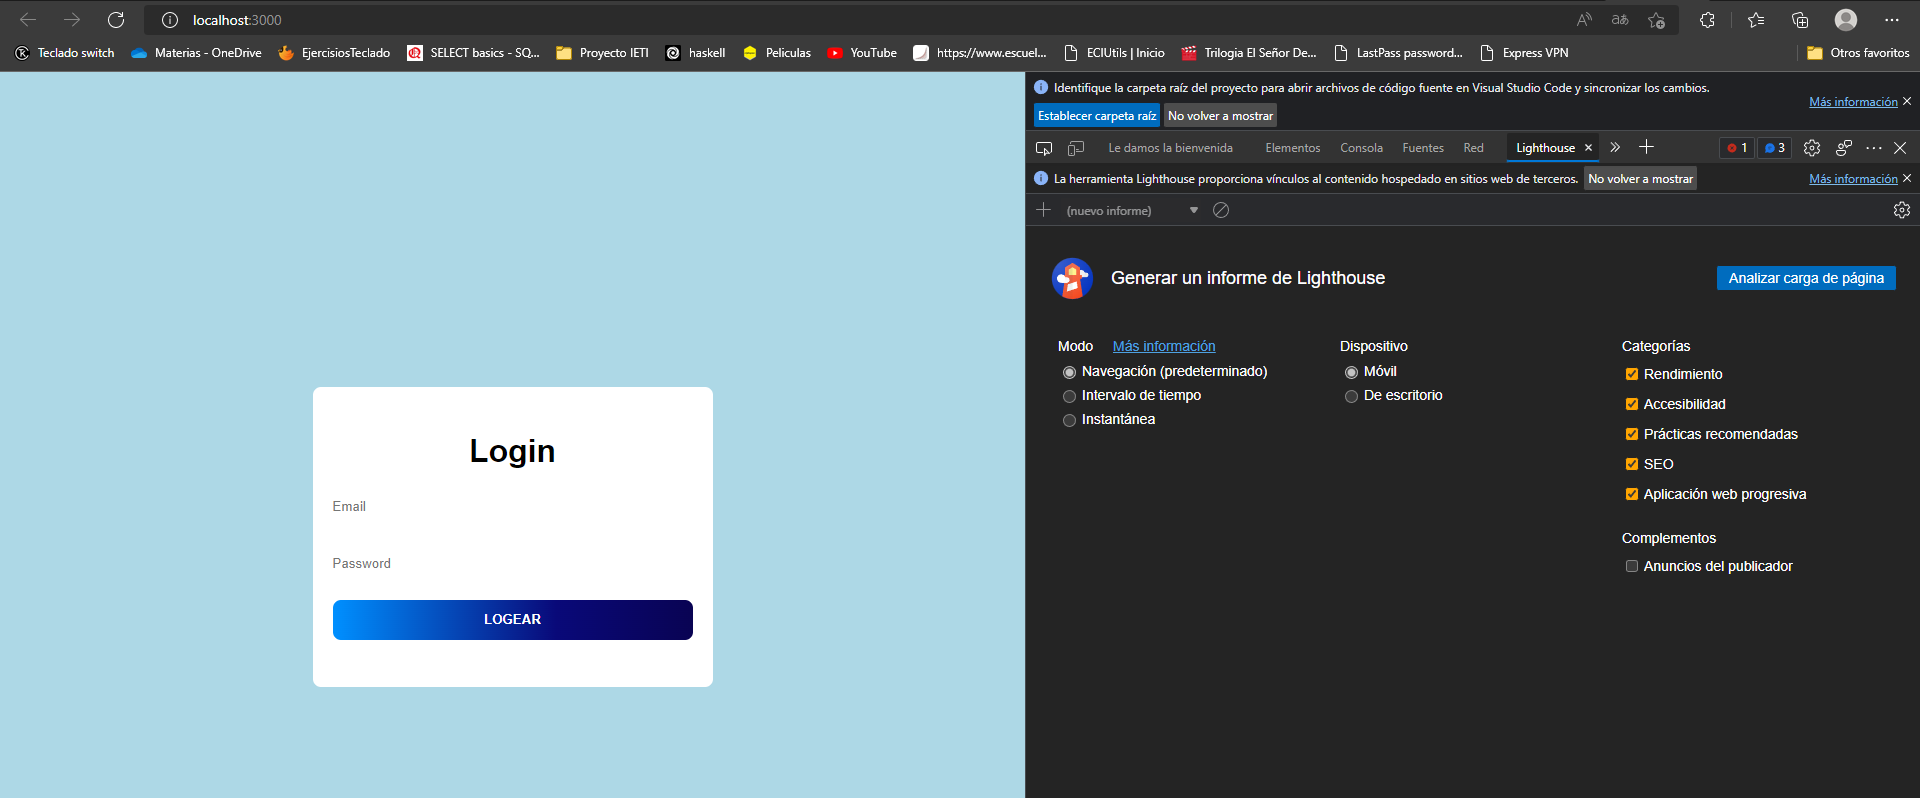 localhost:3000
Teclado switch Materias - OneDrive EjercisiosTeclado SELECT basics - SQ... Proyecto IETI haskell Peliculas YouTube https://www.escuel... ECIUtils | Inicio Trilogia El Señor De... LastPass password... Express VPN Otros favoritos
Identifique la carpeta raíz del proyecto para abrir archivos de código fuente en Visual Studio Code y sincronizar los cambios.
Más información
Establecer carpeta raíz No volver a mostrar
Le damos la bienvenida Elementos Consola Fuentes Red Lighthouse 1 3
La herramienta Lighthouse proporciona vínculos al contenido hospedado en sitios web de terceros. No volver a mostrar Más información
(nuevo informe)
Generar un informe de Lighthouse Analizar carga de página
Modo Más información Dispositivo Categorías
Navegación (predeterminado) Móvil Rendimiento
Intervalo de tiempo De escritorio Accesibilidad
Instantánea Prácticas recomendadas
SEO
Aplicación web progresiva
Complementos
Anuncios del publicador
Login
Email
Password
LOGEAR